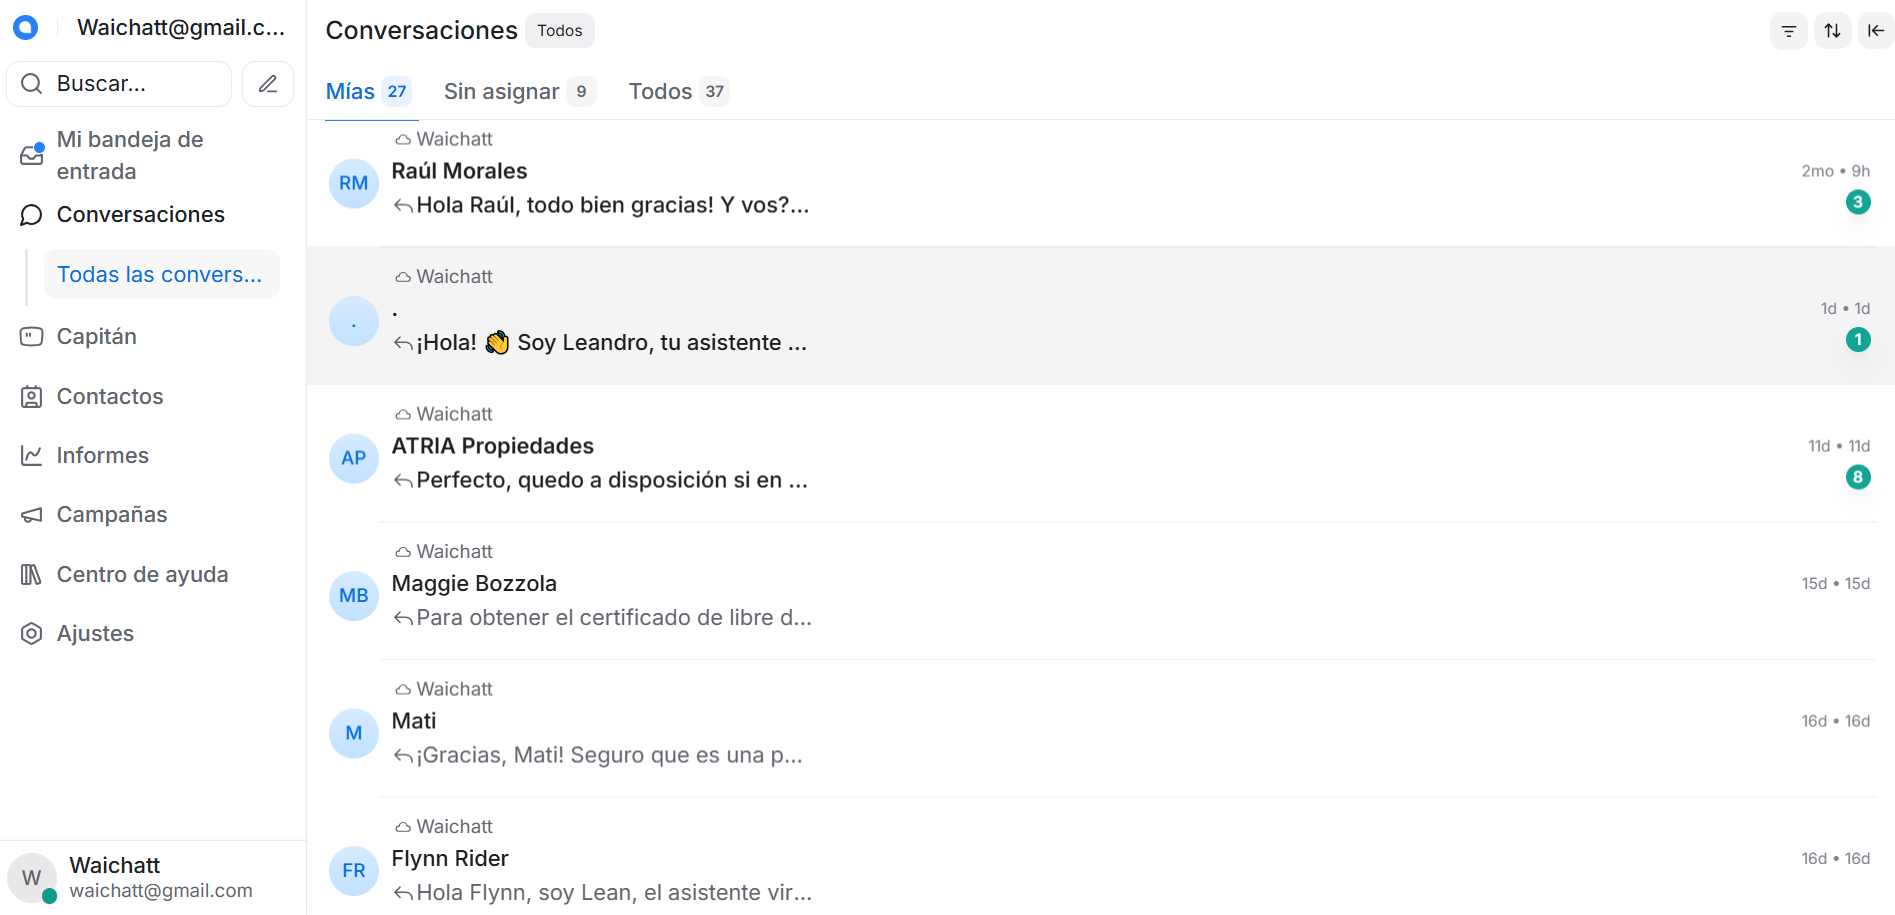 Waichatt@gmail.c...
Buscar...
Mi bandeja de
entrada
Conversaciones
Todas las convers...
Capitán
Contactos
Informes
Campañas
Centro de ayuda
Ajustes
W
Waichatt
waichatt@gmail.com
Conversaciones Todos
Mías 27 Sin asignar 9 Todos 37
Waichatt
RM
Raúl Morales
2mo • 9h
Hola Raúl, todo bien gracias! Y vos?...
3
Waichatt
.
.
1d • 1d
¡Hola! 👋 Soy Leandro, tu asistente ...
1
Waichatt
AP
ATRIA Propiedades
11d • 11d
Perfecto, quedo a disposición si en ...
8
Waichatt
MB
Maggie Bozzola
15d • 15d
Para obtener el certificado de libre d...
Waichatt
M
Mati
16d • 16d
¡Gracias, Mati! Seguro que es una p...
Waichatt
FR
Flynn Rider
16d • 16d
Hola Flynn, soy Lean, el asistente vir...